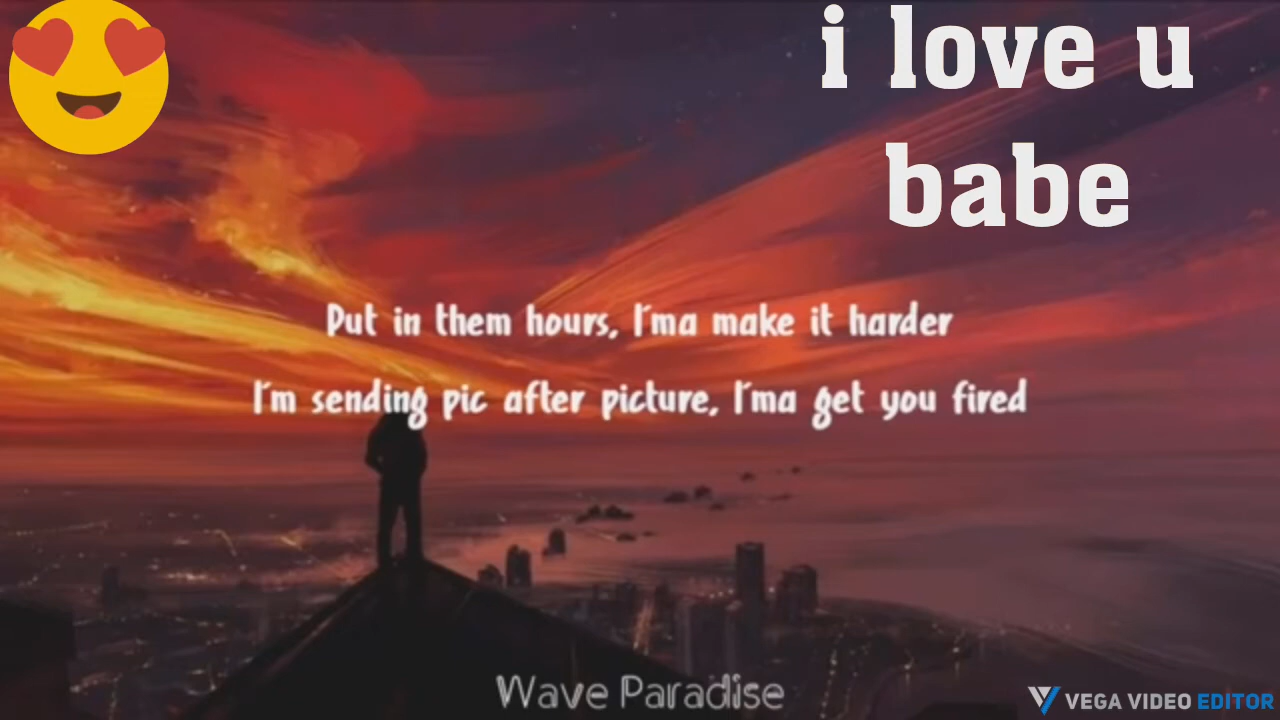 i love u
babe
Put in them hours, I'ma make it harder
I'm sending pic after picture, I'ma get you fired
Wave Paradise
VEGA VIDEO EDITOR